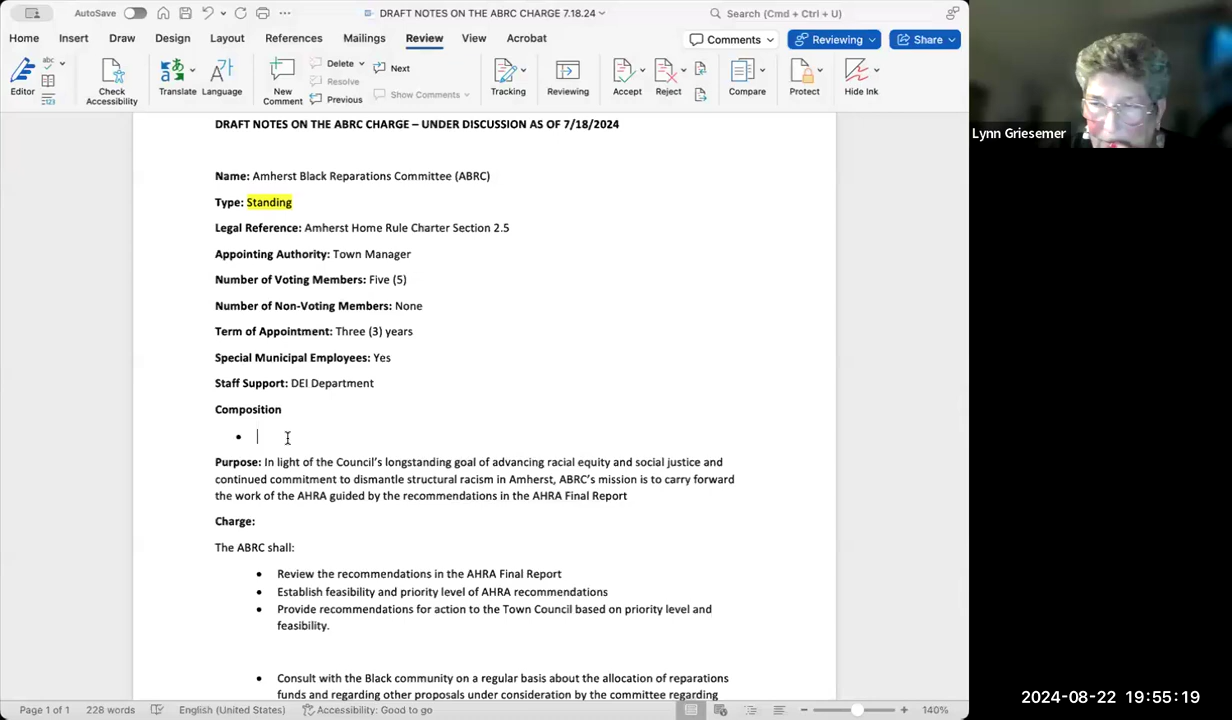 AutoSave
DRAFT NOTES ON THE ABRC CHARGE 7.18.24
Search (Cmd + Ctrl + U)
Home Insert Draw Design Layout References Mailings Review View Acrobat
Comments Reviewing Share
Editor
abc
123
Check Accessibility
Translate
Language
New Comment
Delete
Resolve
Previous
Next
Show Comments
Tracking
Reviewing
Accept
Reject
Compare
Protect
Hide Ink
DRAFT NOTES ON THE ABRC CHARGE – UNDER DISCUSSION AS OF 7/18/2024
Name: Amherst Black Reparations Committee (ABRC)
Type: Standing
Legal Reference: Amherst Home Rule Charter Section 2.5
Appointing Authority: Town Manager
Number of Voting Members: Five (5)
Number of Non-Voting Members: None
Term of Appointment: Three (3) years
Special Municipal Employees: Yes
Staff Support: DEI Department
Composition
•
Purpose: In light of the Council's longstanding goal of advancing racial equity and social justice and
continued commitment to dismantle structural racism in Amherst, ABRC's mission is to carry forward
the work of the AHRA guided by the recommendations in the AHRA Final Report
Charge:
The ABRC shall:
• Review the recommendations in the AHRA Final Report
• Establish feasibility and priority level of AHRA recommendations
• Provide recommendations for action to the Town Council based on priority level and
feasibility.
• Consult with the Black community on a regular basis about the allocation of reparations
funds and regarding other proposals under consideration by the committee regarding
Page 1 of 1 228 words English (United States) Accessibility: Good to go 140%
Lynn Griesemer
2024-08-22 19:55:19